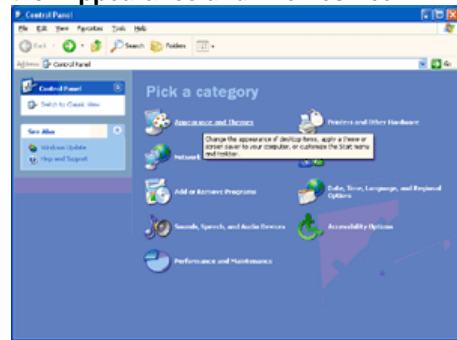 Control Panel
File Edit View Favorites Tools Help
Back Search Folders
Address Control Panel Go
Control Panel
Switch to Classic View
See Also
Windows Update
Help and Support
Pick a category
Appearance and Themes
Printers and Other Hardware
Change the appearance of desktop items, apply a theme or
screen saver to your computer, or customize the Start menu
and taskbar.
Network
Add or Remove Programs
Date, Time, Language, and Regional
Options
Sounds, Speech, and Audio Devices
Accessibility Options
Performance and Maintenance